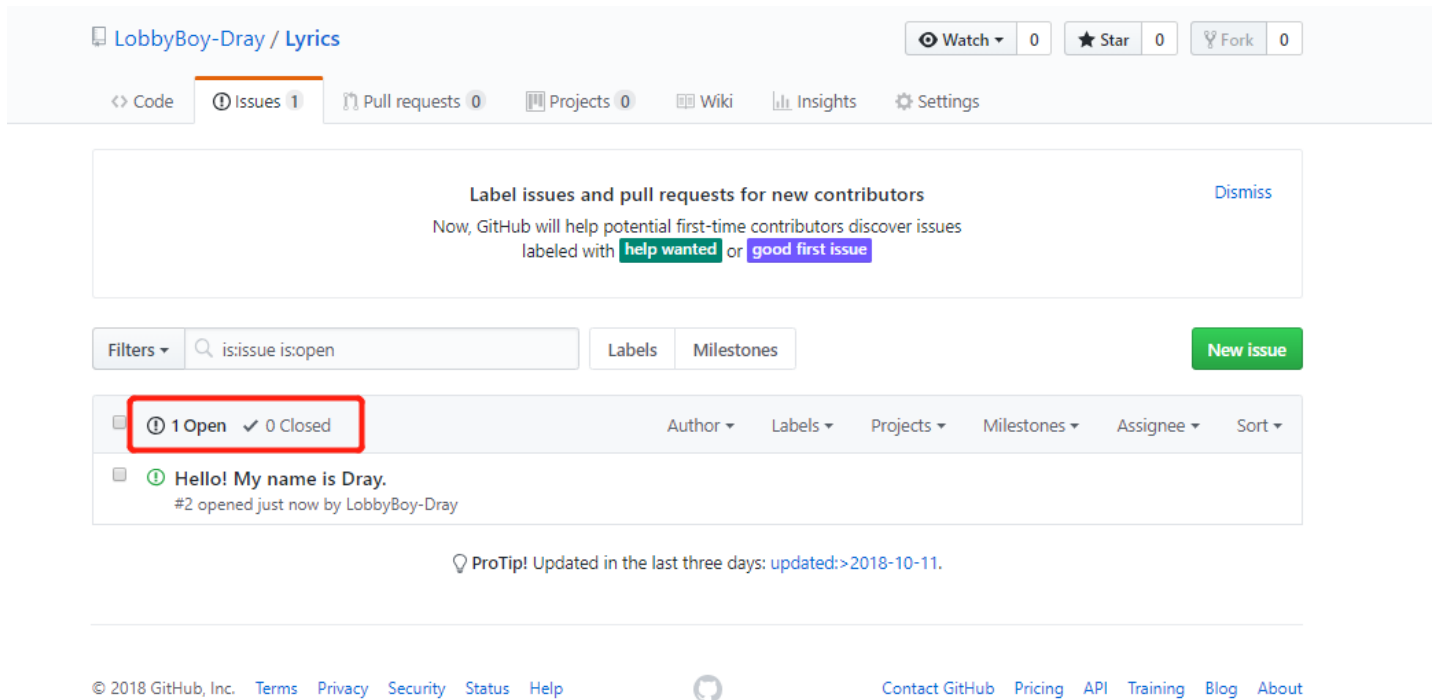 LobbyBoy-Dray / Lyrics
Watch 0 Star 0 Fork 0
Code Issues 1 Pull requests 0 Projects 0 Wiki Insights Settings
Label issues and pull requests for new contributors
Dismiss
Now, GitHub will help potential first-time contributors discover issues
labeled with help wanted or good first issue
Filters is:issue is:open Labels Milestones New issue
1 Open 0 Closed Author Labels Projects Milestones Assignee Sort
Hello! My name is Dray.
#2 opened just now by LobbyBoy-Dray
ProTip! Updated in the last three days: updated:>2018-10-11.
© 2018 GitHub, Inc. Terms Privacy Security Status Help Contact GitHub Pricing API Training Blog About